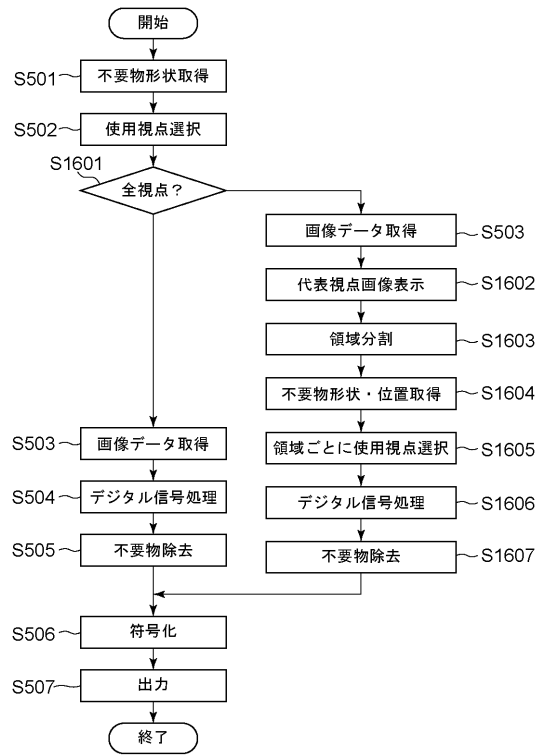 開始
S501
不要物形状取得
S502
使用視点選択
S1601
全視点?
画像データ取得
S503
代表視点画像表示
S1602
領域分割
S1603
不要物形状・位置取得
S1604
領域ごとに使用視点選択
S1605
デジタル信号処理
S1606
不要物除去
S1607
S503
画像データ取得
S504
デジタル信号処理
S505
不要物除去
S506
符号化
S507
出力
終了